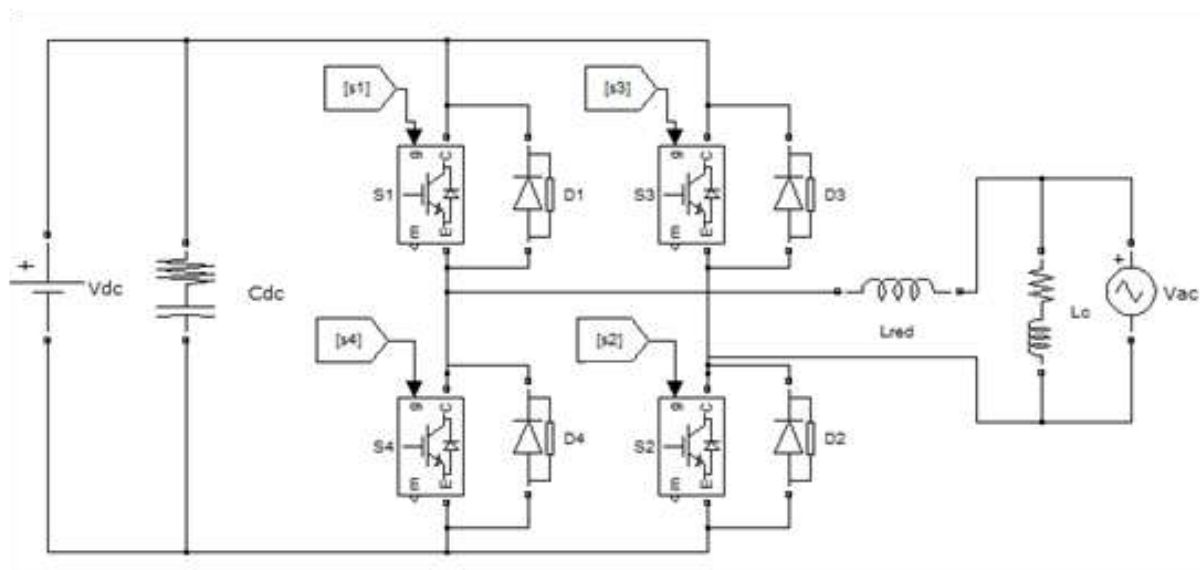 [s1]
[s3]
g C
S1
m E
D1
g C
S3
m E
D3
+
Vdc
Cdc
+
Vac
Lc
Lred
[s4]
[s2]
g C
S4
m E
D4
g C
S2
m E
D2